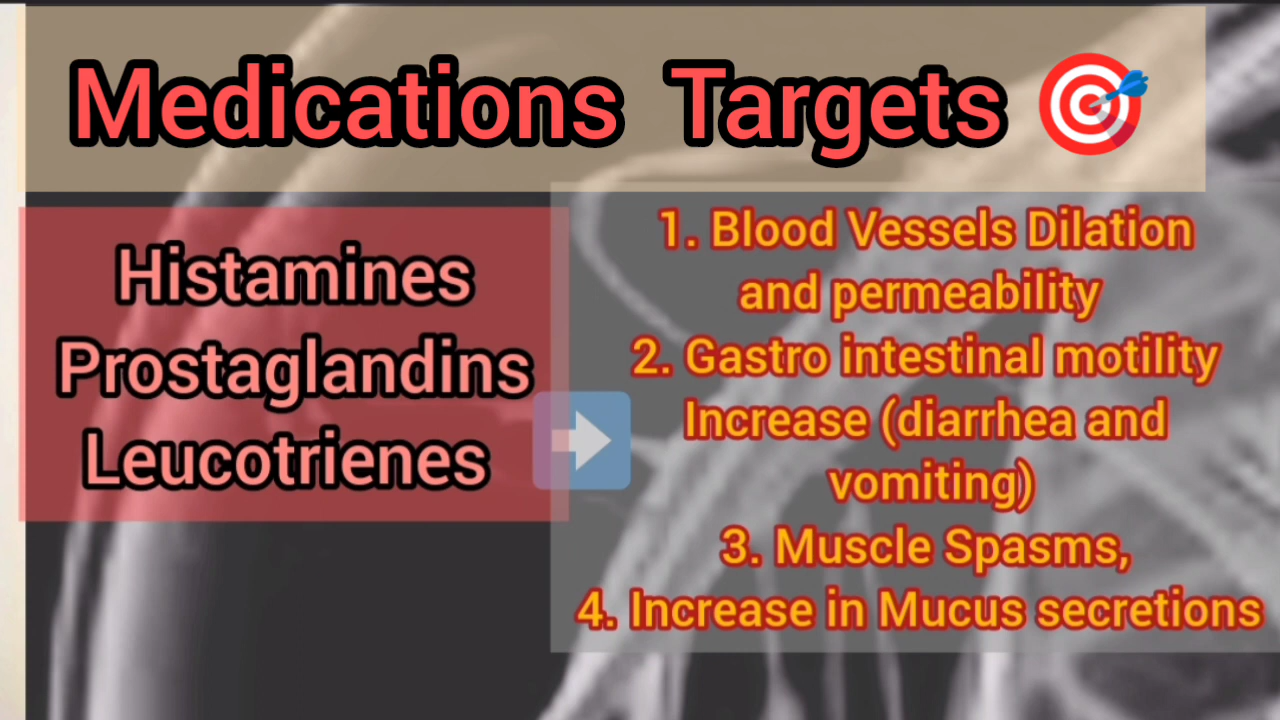 Medications Targets 🎯
Histamines
Prostaglandins
Leucotrienes
1. Blood Vessels Dilation
and permeability
2. Gastro intestinal motility
Increase (diarrhea and
vomiting)
3. Muscle Spasms,
4. Increase in Mucus secretions